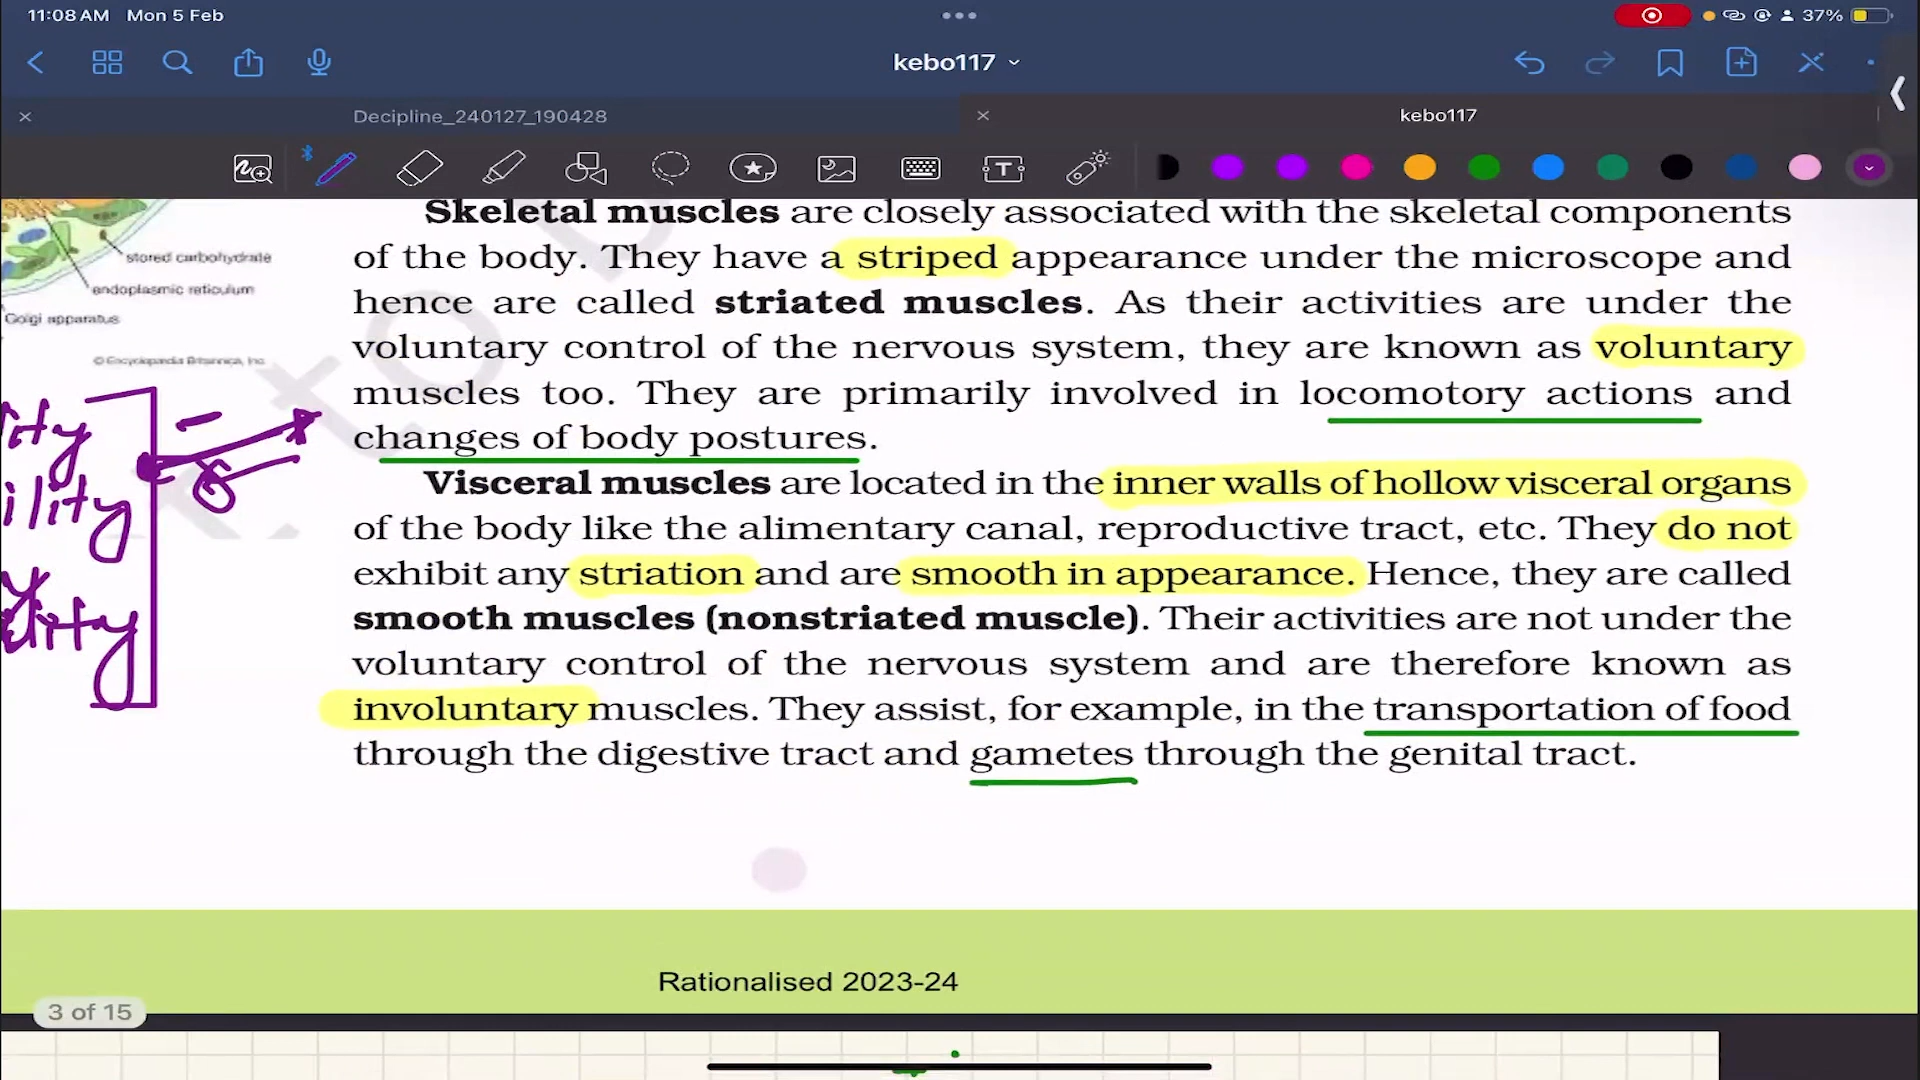 11:08 AM Mon 5 Feb
37%
kebo117
Decipline_240127_190428
kebo117
Skeletal muscles are closely associated with the skeletal components
of the body. They have a striped appearance under the microscope and
hence are called striated muscles. As their activities are under the
voluntary control of the nervous system, they are known as voluntary
muscles too. They are primarily involved in locomotory actions and
changes of body postures.
Visceral muscles are located in the inner walls of hollow visceral organs
of the body like the alimentary canal, reproductive tract, etc. They do not
exhibit any striation and are smooth in appearance. Hence, they are called
smooth muscles (nonstriated muscle). Their activities are not under the
voluntary control of the nervous system and are therefore known as
involuntary muscles. They assist, for example, in the transportation of food
through the digestive tract and gametes through the genital tract.
stored carbohydrate
endoplasmic reticulum
Golgi apparatus
© Encyclopædia Britannica, Inc.
ility
Rationalised 2023-24
3 of 15